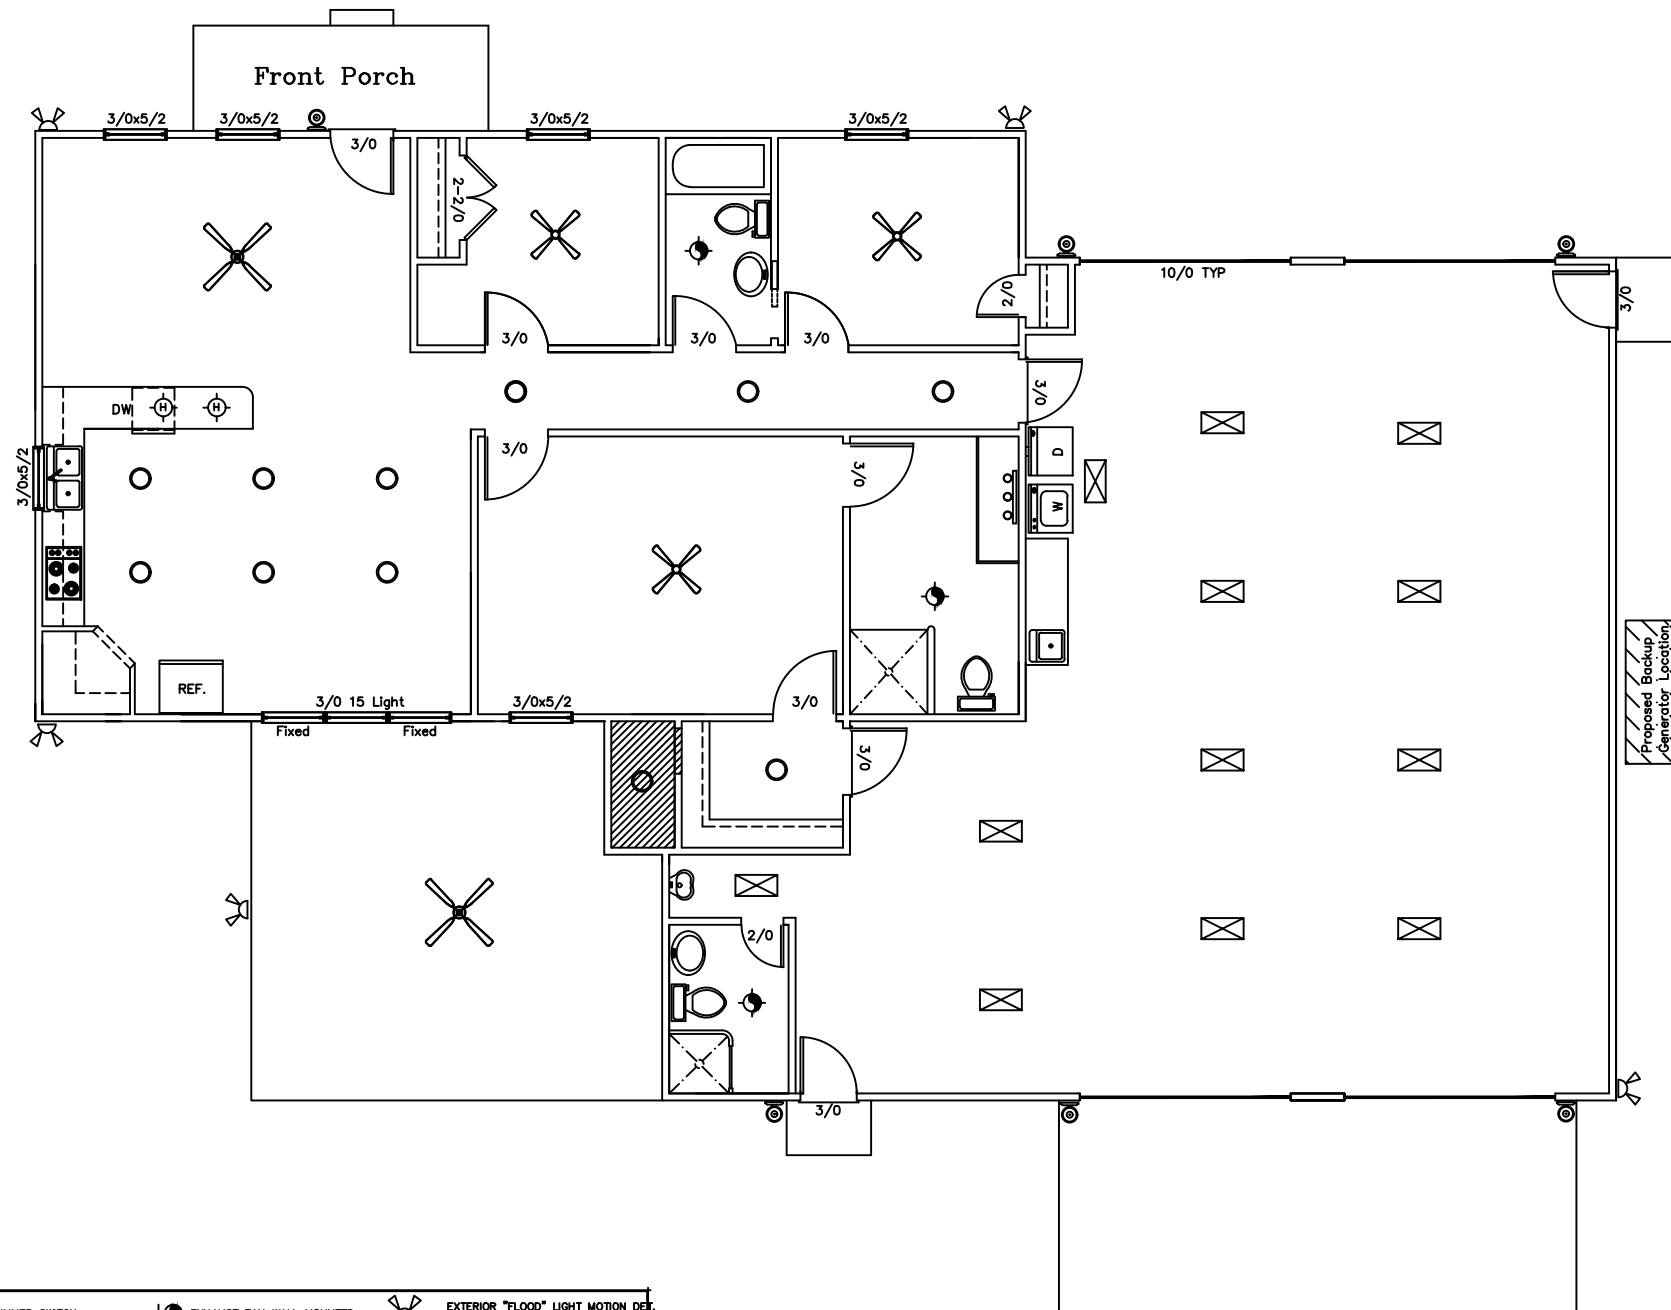 Front Porch
3/0x5/2
3/0x5/2
3/0x5/2
3/0x5/2
3/0
2-2/0
10/0 TYP
2/0
3/0
3/0
3/0
3/0
3/0
DW
H
H
3/0
3/0
D
W
3/0x5/2
REF.
3/0 15 Light
Fixed
Fixed
3/0x5/2
3/0
3/0
Proposed Backup
Generator Location
2/0
3/0
EXTERIOR "FLOOD" LIGHT MOTION DET.